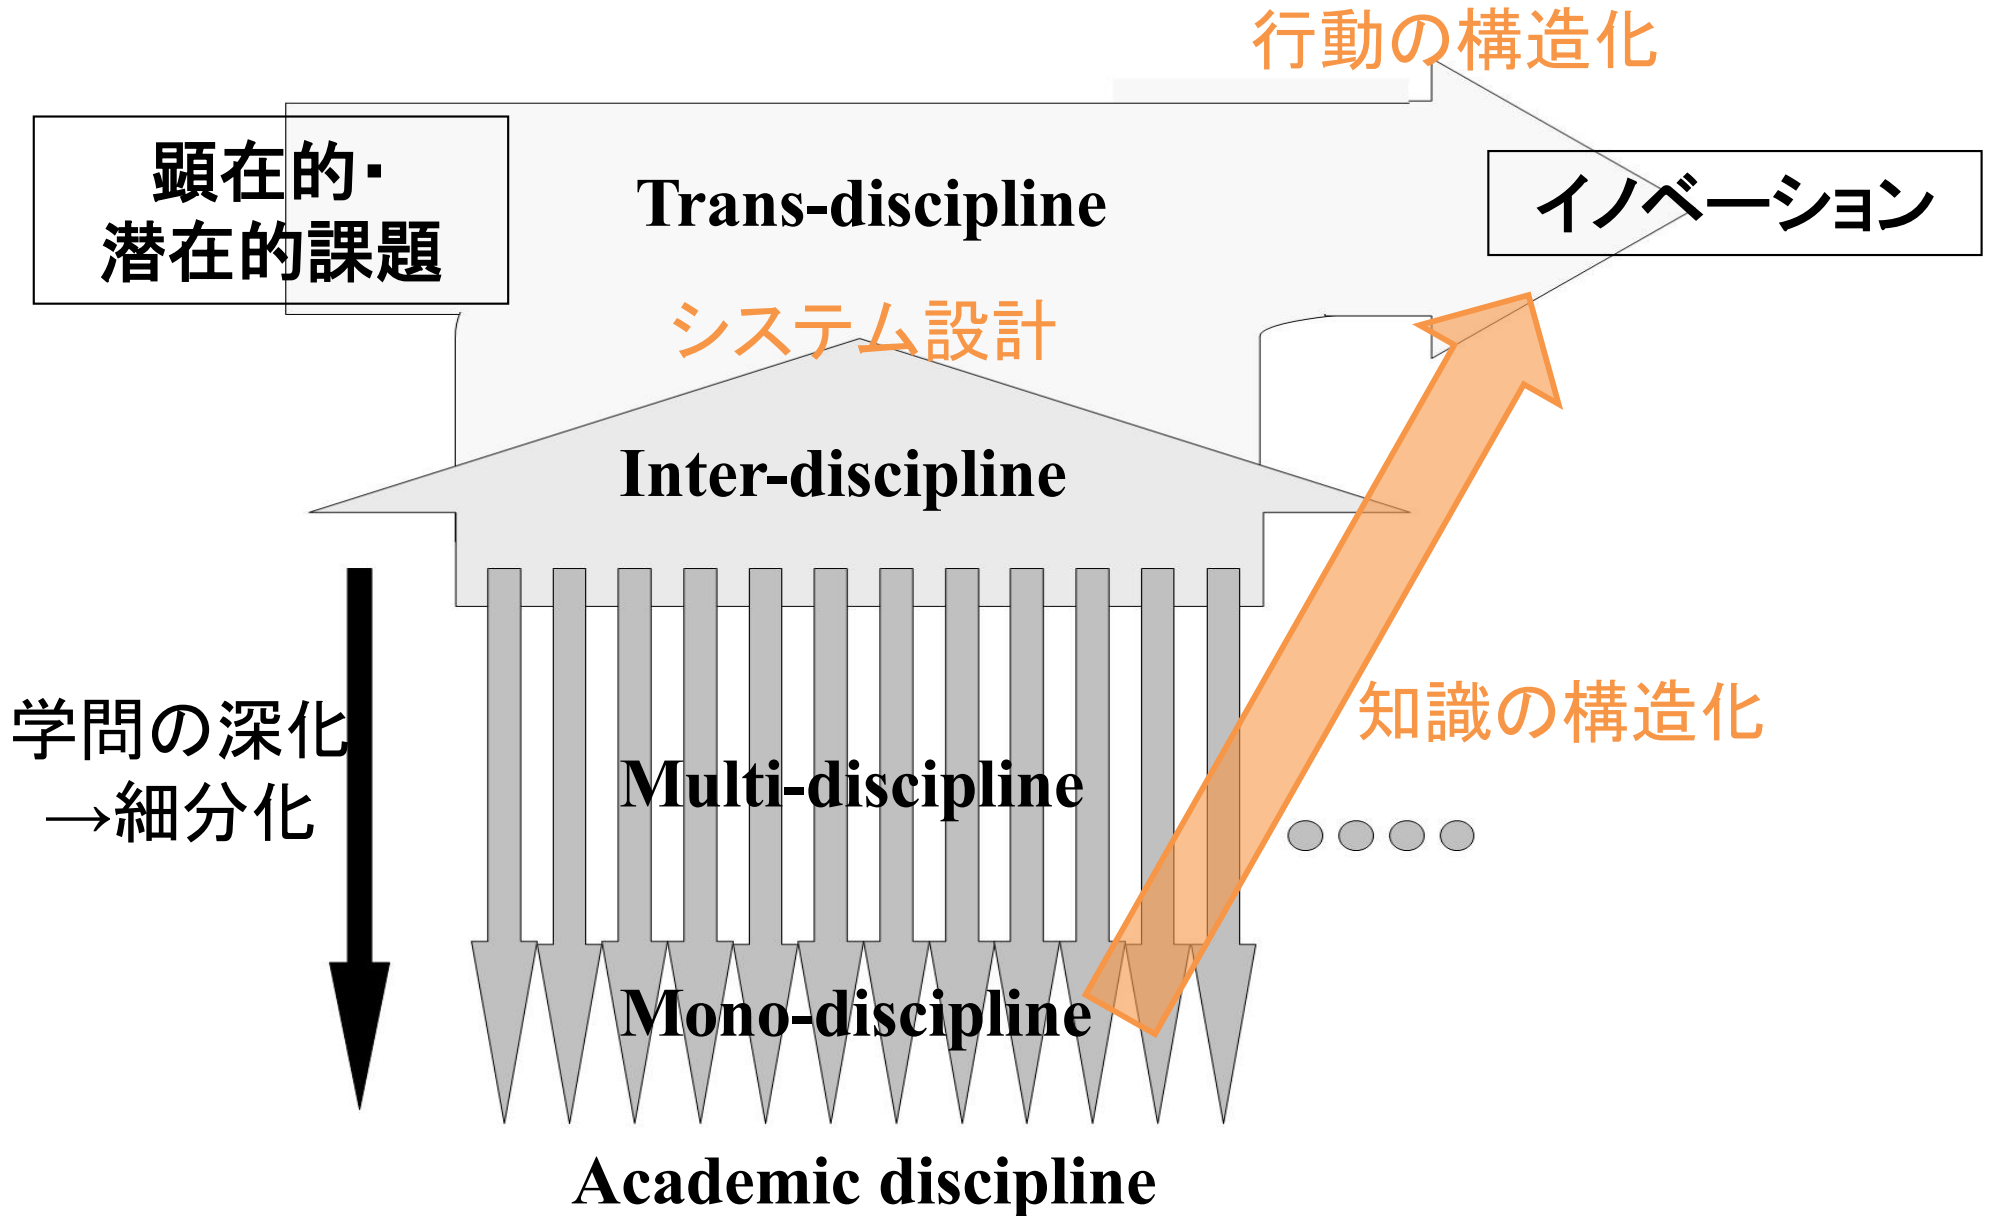 行動の構造化
顕在的・
潜在的課題
Trans-discipline
イノベーション
システム設計
Inter-discipline
学問の深化
→細分化
知識の構造化
Multi-discipline
Mono-discipline
Academic discipline